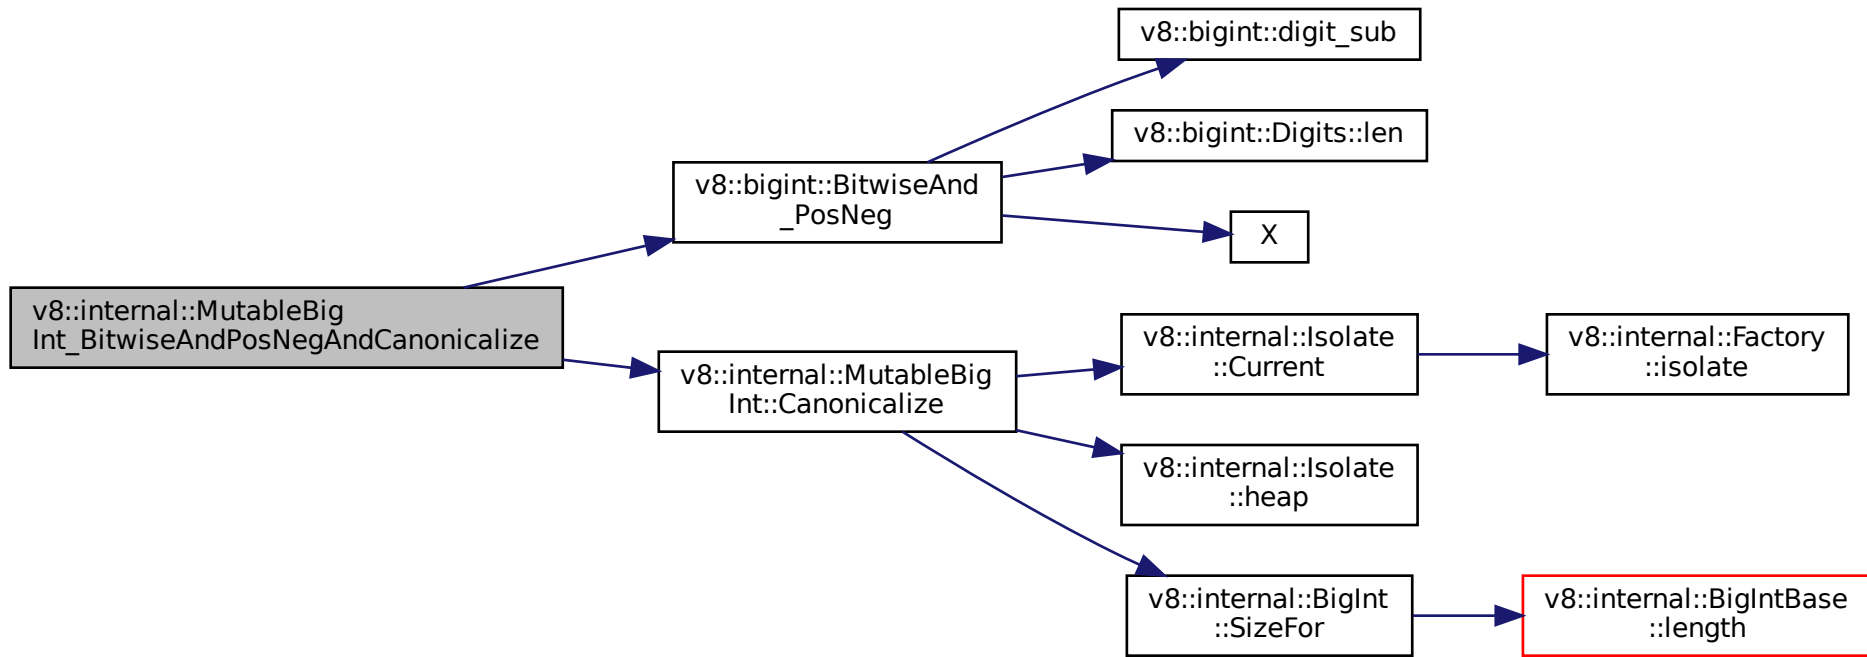 v8::bigint::digit_sub
v8::bigint::Digits::len
v8::bigint::BitwiseAnd
_PosNeg
X
v8::internal::MutableBig
Int_BitwiseAndPosNegAndCanonicalize
v8::internal::MutableBig
Int::Canonicalize
v8::internal::Isolate
::Current
v8::internal::Factory
::isolate
v8::internal::Isolate
::heap
v8::internal::BigInt
::SizeFor
v8::internal::BigIntBase
::length